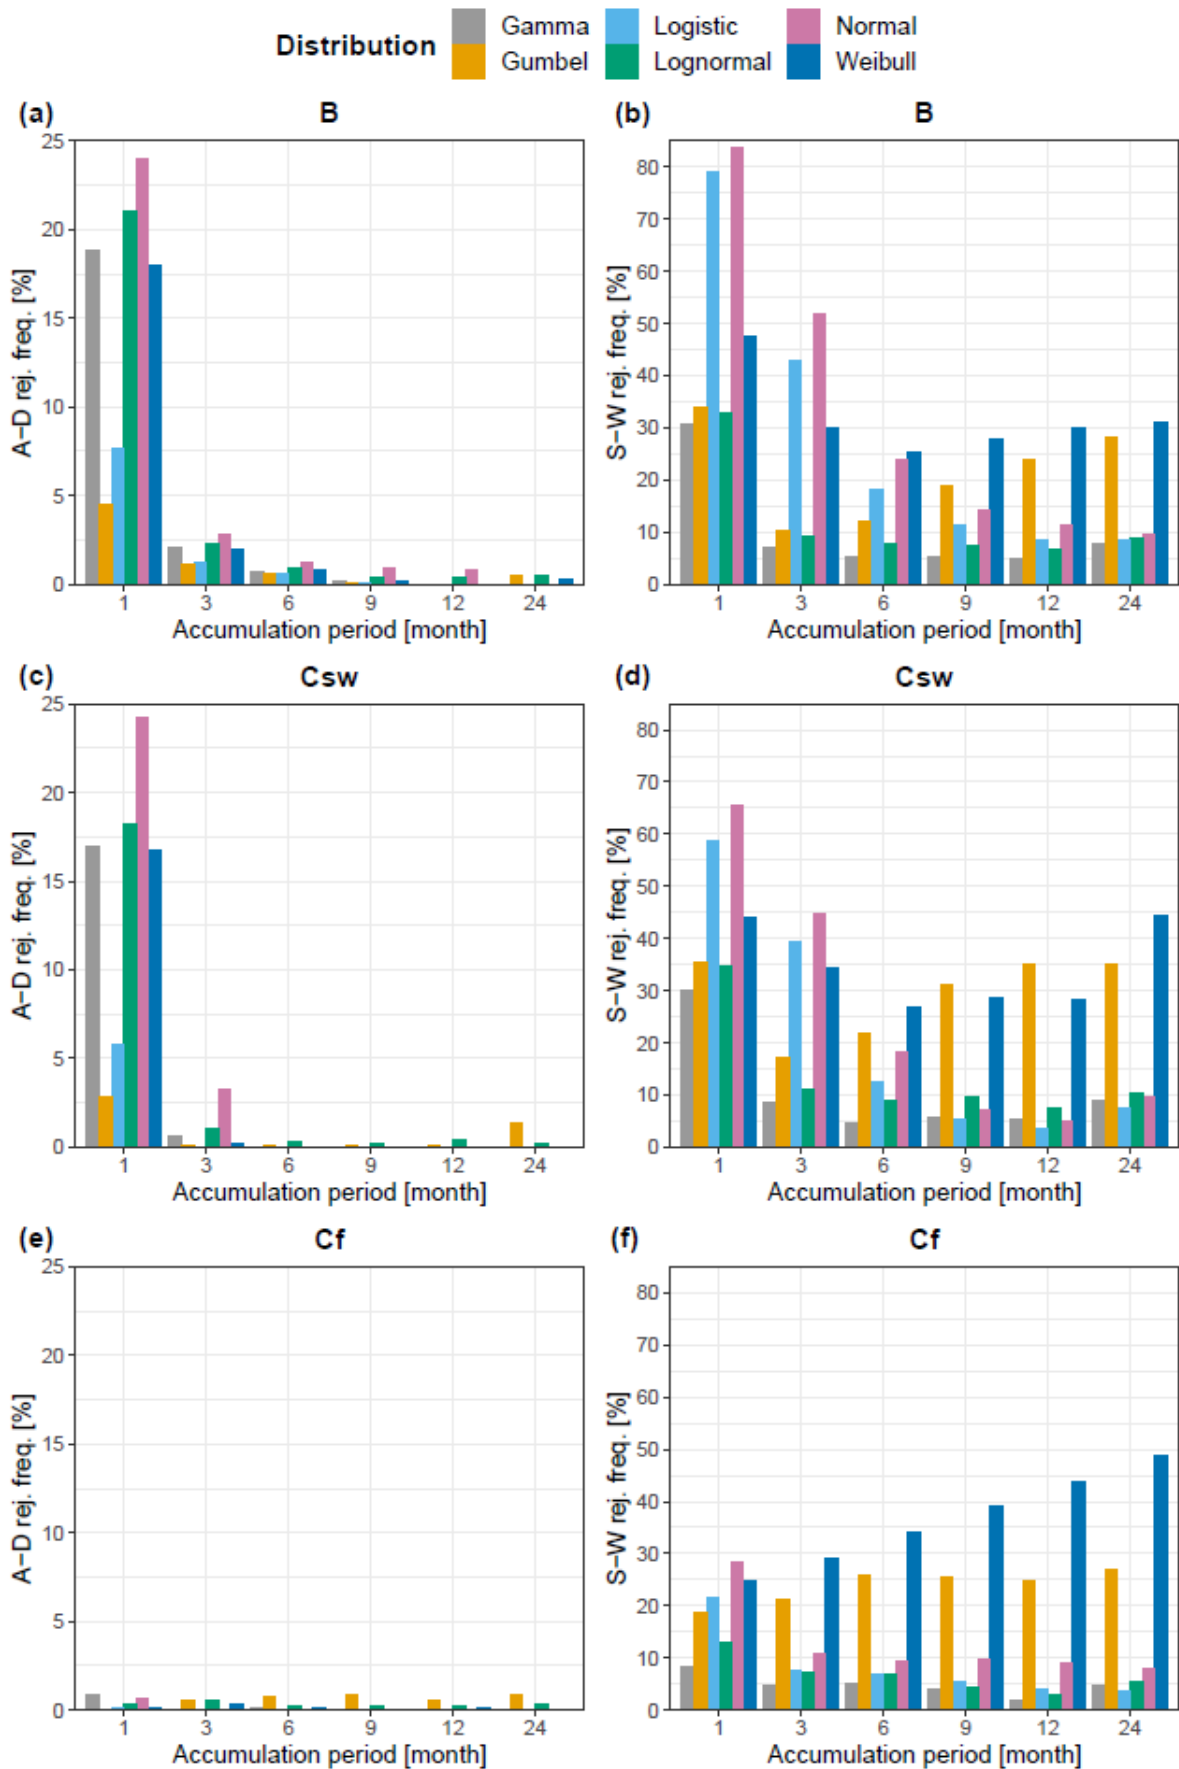 Distribution
Gamma Logistic Normal
Gumbel Lognormal Weibull
(a) B
25
20
15
10
5
0
A−D rej. freq. [%]
1 3 6 9 12 24
Accumulation period [month]
(b) B
80
70
60
50
40
30
20
10
0
S−W rej. freq. [%]
1 3 6 9 12 24
Accumulation period [month]
(c) Csw
25
20
15
10
5
0
A−D rej. freq. [%]
1 3 6 9 12 24
Accumulation period [month]
(d) Csw
80
70
60
50
40
30
20
10
0
S−W rej. freq. [%]
1 3 6 9 12 24
Accumulation period [month]
(e) Cf
25
20
15
10
5
0
A−D rej. freq. [%]
1 3 6 9 12 24
Accumulation period [month]
(f) Cf
80
70
60
50
40
30
20
10
0
S−W rej. freq. [%]
1 3 6 9 12 24
Accumulation period [month]